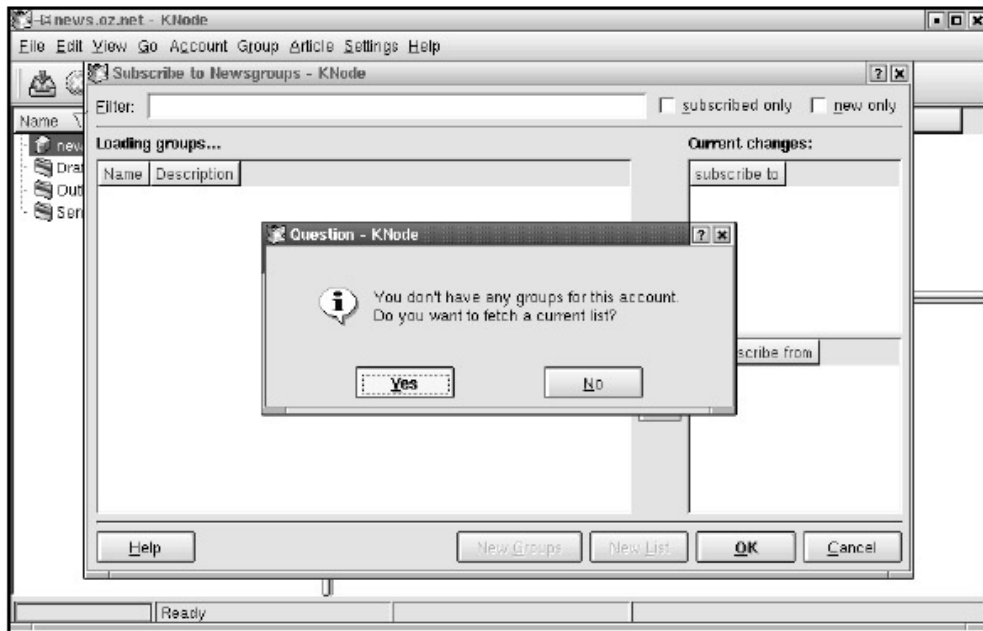 news.oz.net - KNode
File Edit View Go Account Group Article Settings Help
Subscribe to Newsgroups - KNode
Filter:
subscribed only
new only
Name
Loading groups...
Current changes:
Name Description
subscribe to
Question - KNode
You don't have any groups for this account.
Do you want to fetch a current list?
Yes
No
scribe from
Help
New Groups
New List
OK
Cancel
Ready